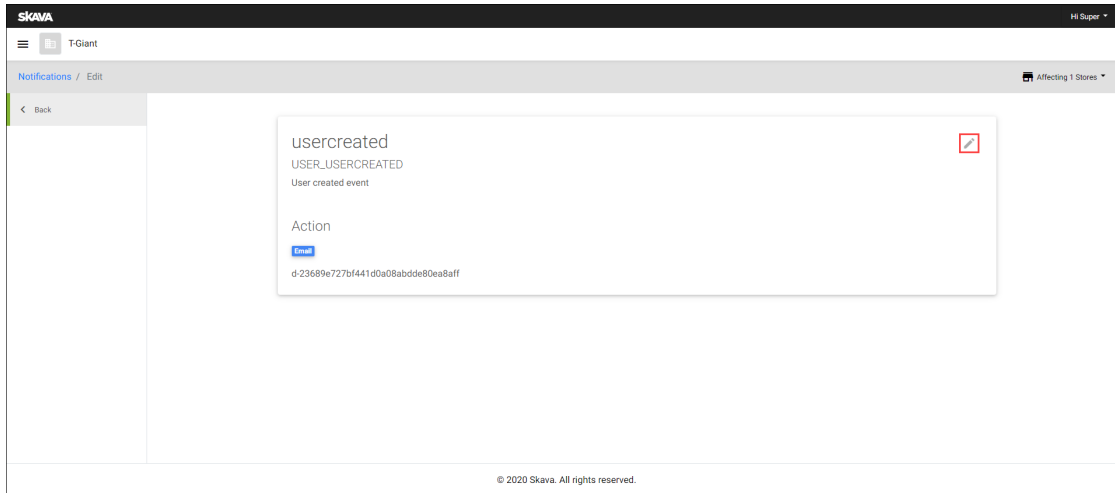 SKAVA
Hi Super
T-Giant
Notifications / Edit
Affecting 1 Stores
Back
usercreated
USER_USERCREATED
User created event
Action
Email
d-23689e727bf441d0a08abdde80ea8aff
© 2020 Skava. All rights reserved.